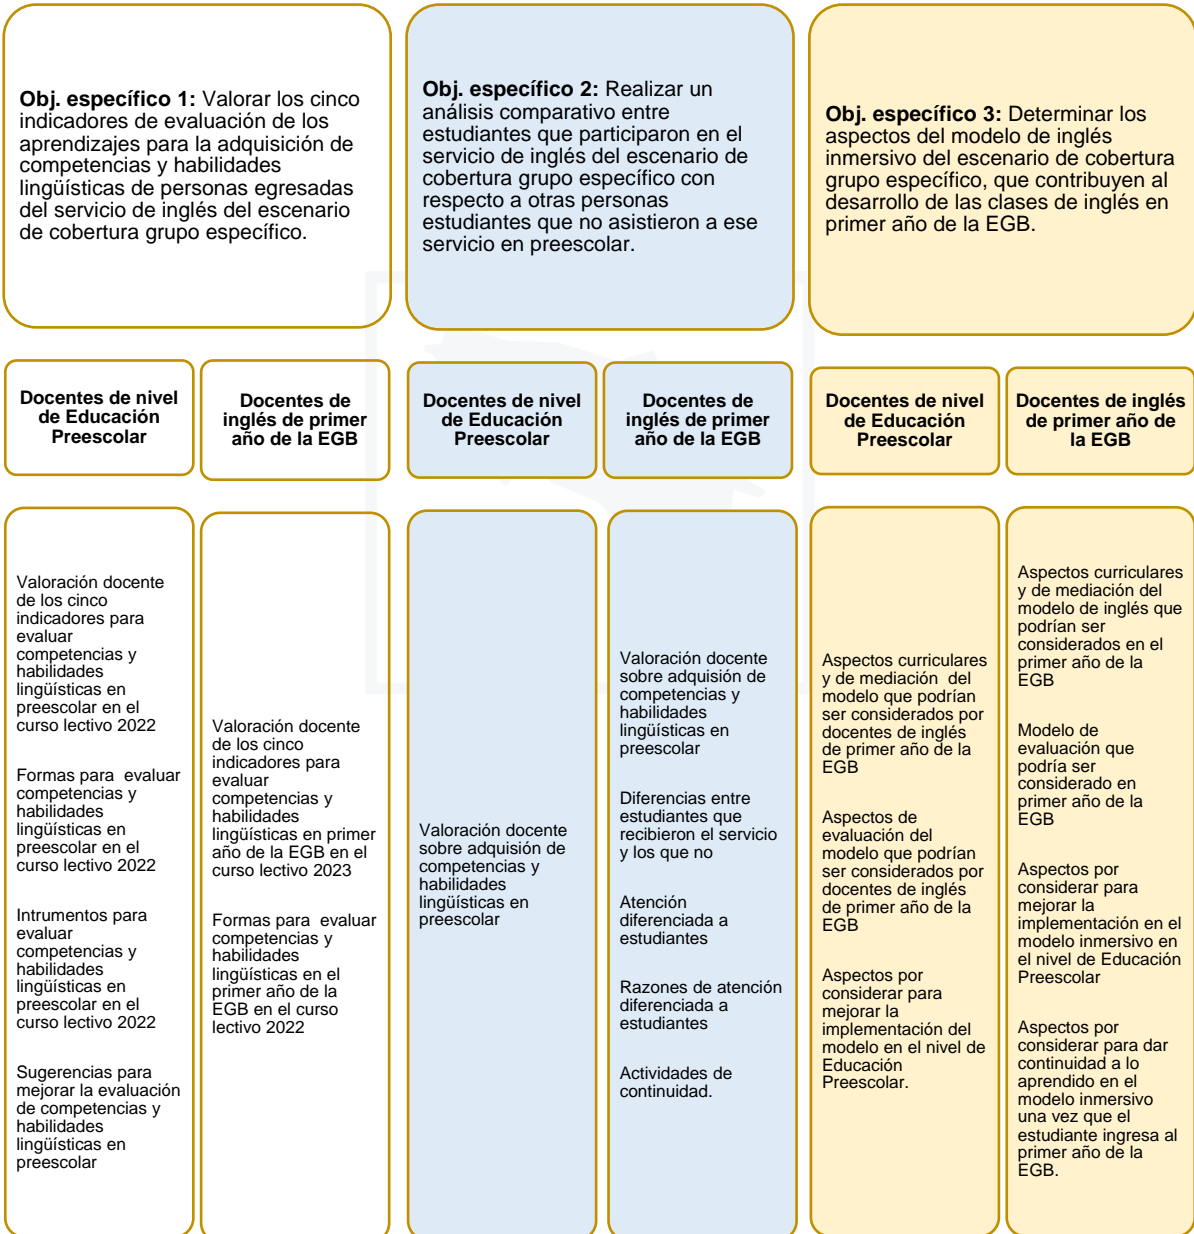 Obj. específico 1: Valorar los cinco
indicadores de evaluación de los
aprendizajes para la adquisición de
competencias y habilidades
lingüísticas de personas egresadas
del servicio de inglés del escenario
de cobertura grupo específico.
Obj. específico 2: Realizar un
análisis comparativo entre
estudiantes que participaron en el
servicio de inglés del escenario de
cobertura grupo específico con
respecto a otras personas
estudiantes que no asistieron a ese
servicio en preescolar.
Obj. específico 3: Determinar los
aspectos del modelo de inglés
inmersivo del escenario de cobertura
grupo específico, que contribuyen al
desarrollo de las clases de inglés en
primer año de la EGB.
Docentes de nivel
de Educación
Preescolar
Docentes de
inglés de primer
año de la EGB
Docentes de nivel
de Educación
Preescolar
Docentes de
inglés de primer
año de la EGB
Docentes de nivel
de Educación
Preescolar
Docentes de inglés
de primer año de
la EGB
Valoración docente
de los cinco
indicadores para
evaluar
competencias y
habilidades
lingüísticas en
preescolar en el
curso lectivo 2022
Formas para evaluar
competencias y
habilidades
lingüísticas en
preescolar en el
curso lectivo 2022
Intrumentos para
evaluar
competencias y
habilidades
lingüísticas en
preescolar en el
curso lectivo 2022
Sugerencias para
mejorar la evaluación
de competencias y
habilidades
lingüísticas en
preescolar
Valoración docente
de los cinco
indicadores para
evaluar
competencias y
habilidades
lingüísticas en primer
año de la EGB en el
curso lectivo 2023
Formas para evaluar
competencias y
habilidades
lingüísticas en el
primer año de la
EGB en el curso
lectivo 2022
Valoración docente
sobre adquisión de
competencias y
habilidades
lingüísticas en
preescolar
Valoración docente
sobre adquisión de
competencias y
habilidades
lingüísticas en
preescolar
Diferencias entre
estudiantes que
recibieron el servicio
y los que no
Atención
diferenciada a
estudiantes
Razones de atención
diferenciada a
estudiantes
Actividades de
continuidad.
Aspectos curriculares
y de mediación del
modelo que podrían
ser considerados por
docentes de inglés
de primer año de la
EGB
Aspectos de
evaluación del
modelo que podrían
ser considerados por
docentes de inglés
de primer año de la
EGB
Aspectos por
considerar para
mejorar la
implementación del
modelo en el nivel de
Educación
Preescolar.
Aspectos curriculares
y de mediación del
modelo de inglés que
podrían ser
considerados en el
primer año de la
EGB
Modelo de
evaluación que
podría ser
considerado en
primer año de la
EGB
Aspectos por
considerar para
mejorar la
implementación en el
modelo inmersivo en
el nivel de Educación
Preescolar
Aspectos por
considerar para dar
continuidad a lo
aprendido en el
modelo inmersivo
una vez que el
estudiante ingresa al
primer año de la
EGB.